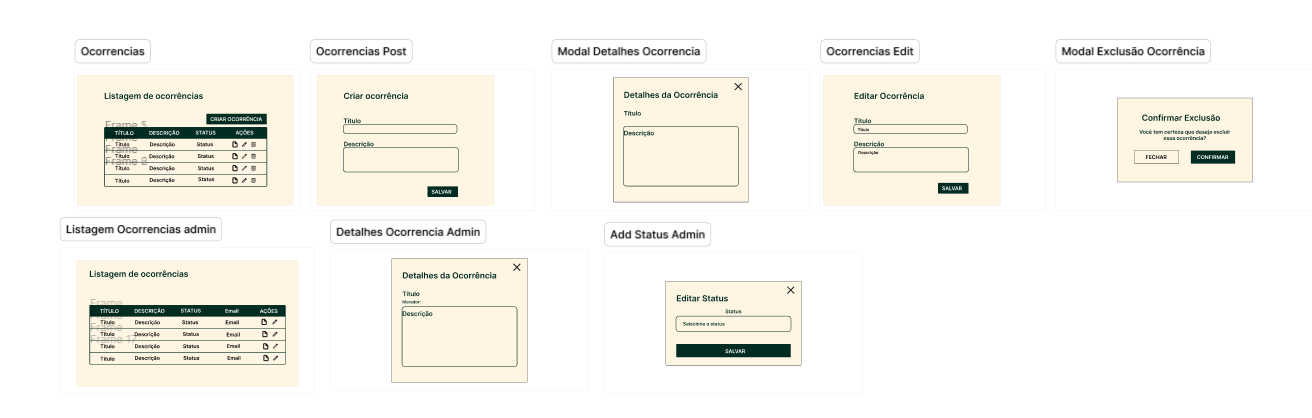 Ocorrencias
Listagem de ocorrências
CRIAR OCORRÊNCIA
Frame 5
TÍTULO DESCRIÇÃO STATUS AÇÕES
Título Descrição Status
Título Descrição Status
Título Descrição Status
Título Descrição Status
Ocorrencias Post
Criar ocorrência
Título
Descrição
SALVAR
Modal Detalhes Ocorrencia
Detalhes da Ocorrência
Título
Descrição
Ocorrencias Edit
Editar Ocorrência
Título
Título
Descrição
Descrição
SALVAR
Modal Exclusão Ocorrência
Confirmar Exclusão
Você tem certeza que deseja excluir
essa ocorrência?
FECHAR CONFIRMAR
Listagem Ocorrencias admin
Listagem de ocorrências
Frame
TÍTULO DESCRIÇÃO STATUS Email AÇÕES
Título Descrição Status Email
Título Descrição Status Email
Frame 17
Título Descrição Status Email
Título Descrição Status Email
Detalhes Ocorrencia Admin
Detalhes da Ocorrência
Título
Morador:
Descrição
Add Status Admin
Editar Status
Status
Selecione o status
SALVAR